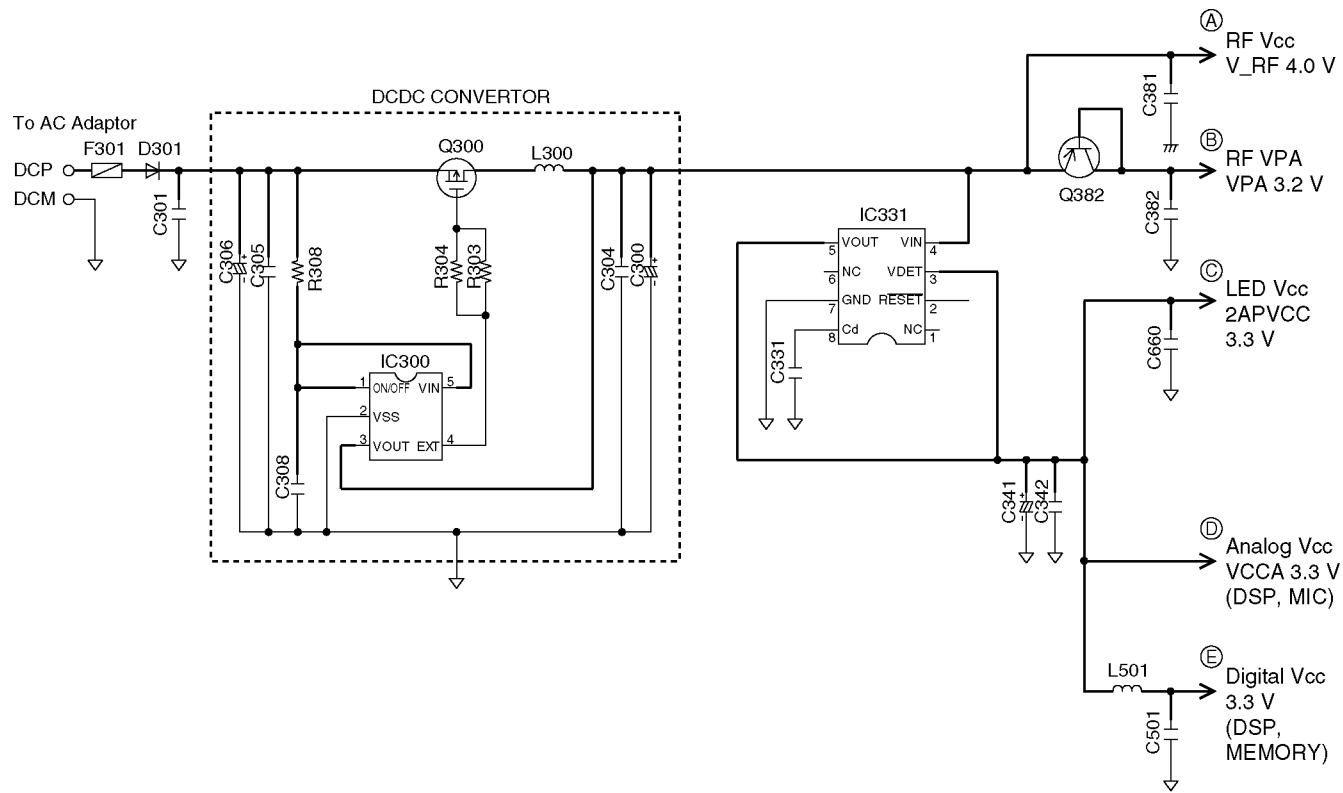 To AC Adaptor
DCP
DCM
F301
D301
C301
DCDC CONVERTOR
C306
+
-
C305
R308
Q300
L300
R304
R303
C304
C300
+
-
IC300
1 ON/OFF VIN 5
2 VSS
3 VOUT EXT 4
C308
IC331
5 VOUT VIN 4
6 NC VDET 3
7 GND RESET 2
8 Cd NC 1
C331
C341
+
-
C342
Q382
A
RF Vcc
V_RF 4.0 V
C381
B
RF VPA
VPA 3.2 V
C382
C
LED Vcc
2APVCC
3.3 V
C660
D
Analog Vcc
VCCA 3.3 V
(DSP, MIC)
L501
C501
E
Digital Vcc
3.3 V
(DSP,
MEMORY)